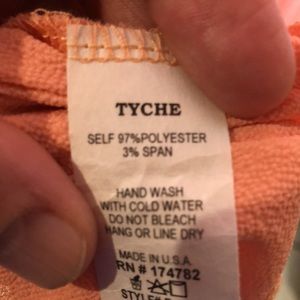 TYCHE
SELF 97%POLYESTER
3% SPAN
HAND WASH
WITH COLD WATER
DO NOT BLEACH
HANG OR LINE DRY
MADE IN U.S.A.
RN # 174782